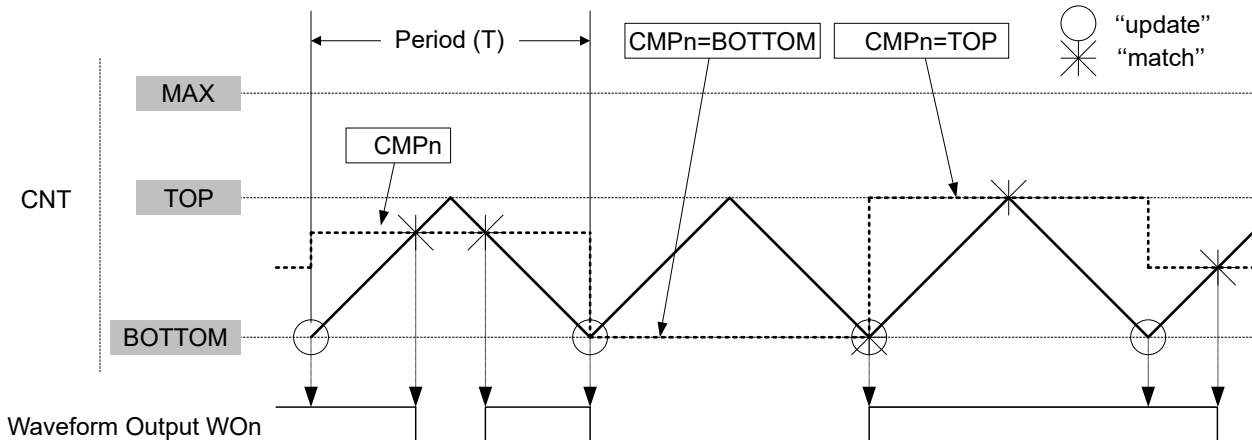 Period (T)
CMPn=BOTTOM
CMPn=TOP
“update”
“match”
MAX
CMPn
CNT
TOP
BOTTOM
Waveform Output WOn